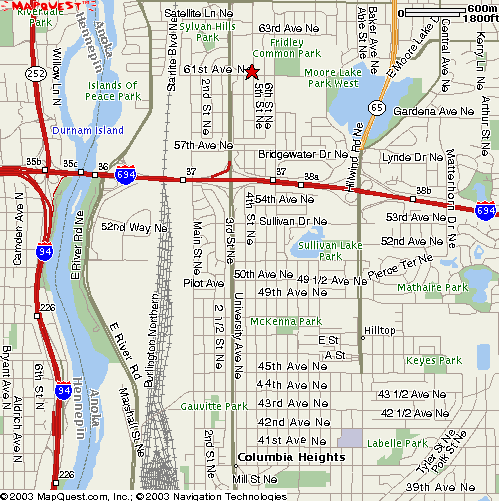 MAPQUEST
Riverdale
Park
Satellite Ln Ne
63rd Ave Ne
600m
1800ft
Sylvan Hills
Park
Fridley
Common Park
Anoka
Hennepin
Willow Ln N
252
Starlite Blvd Ne
61st Ave Ne
Baker Ave Ne
Able St Ne
E Moore Lake Dr
Central Ave Ne
Kerry Ln Ne
Moore Lake
Park West
Islands Of
Peace Park
2nd St Ne
5th St Ne
6th St Ne
65
Gardena Ave Ne
Arthur St Ne
Durnam Island
57th Ave Ne
Bridgewater Dr Ne
Hillwind Rd Ne
Lynde Dr Ne
Matterhorn Dr Ne
35b
35c
36
694
37
37
38a
38b
54th Ave Ne
694
Camden Ave N
E River Rd Ne
52nd Way Ne
Main St Ne
3rd St Ne
4th St Ne
Sullivan Dr Ne
53rd Ave Ne
Sullivan Lake
Park
52nd Ave Ne
94
Pierce Ter Ne
50th Ave Ne
49 1/2 Ave Ne
Pilot Ave
49th Ave Ne
Mathaire Park
226
Burlington Northern
2 1/2 St Ne
University Ave Ne
McKenna Park
E River Rd
E St
Hilltop
A St
Bryant Ave N
6th St N
Keyes Park
45th Ave Ne
94
44th Ave Ne
43rd Ave Ne
43 1/2 Ave Ne
Aldrich Ave N
Hennepin
Anoka
Marshall St Ne
Gauvitte Park
42nd Ave Ne
42 1/2 Ave Ne
2nd St Ne
41st Ave Ne
Labelle Park
Columbia Heights
Tyler St Ne
Polk St Ne
226
Mill St Ne
39th Ave Ne
©2003 MapQuest.com, Inc.; ©2003 Navigation Technologies